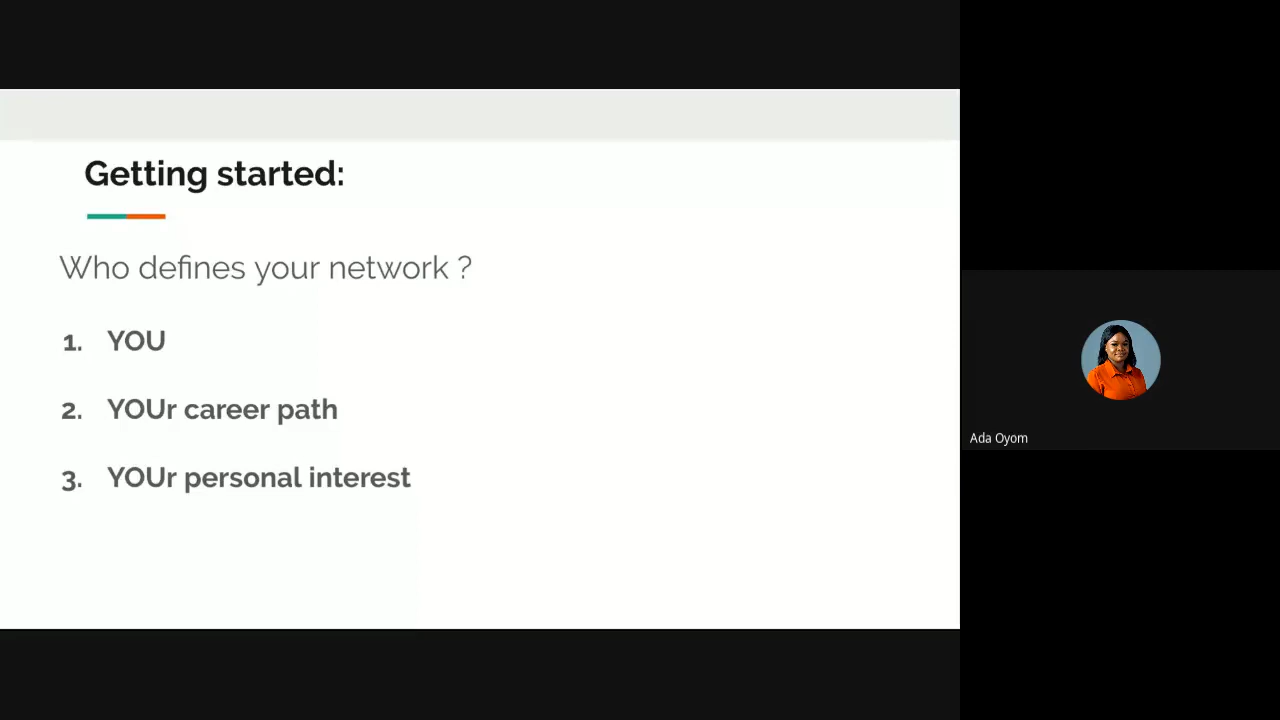 Getting started:
Who defines your network ?
1. YOU
2. YOUr career path
3. YOUr personal interest
Ada Oyom